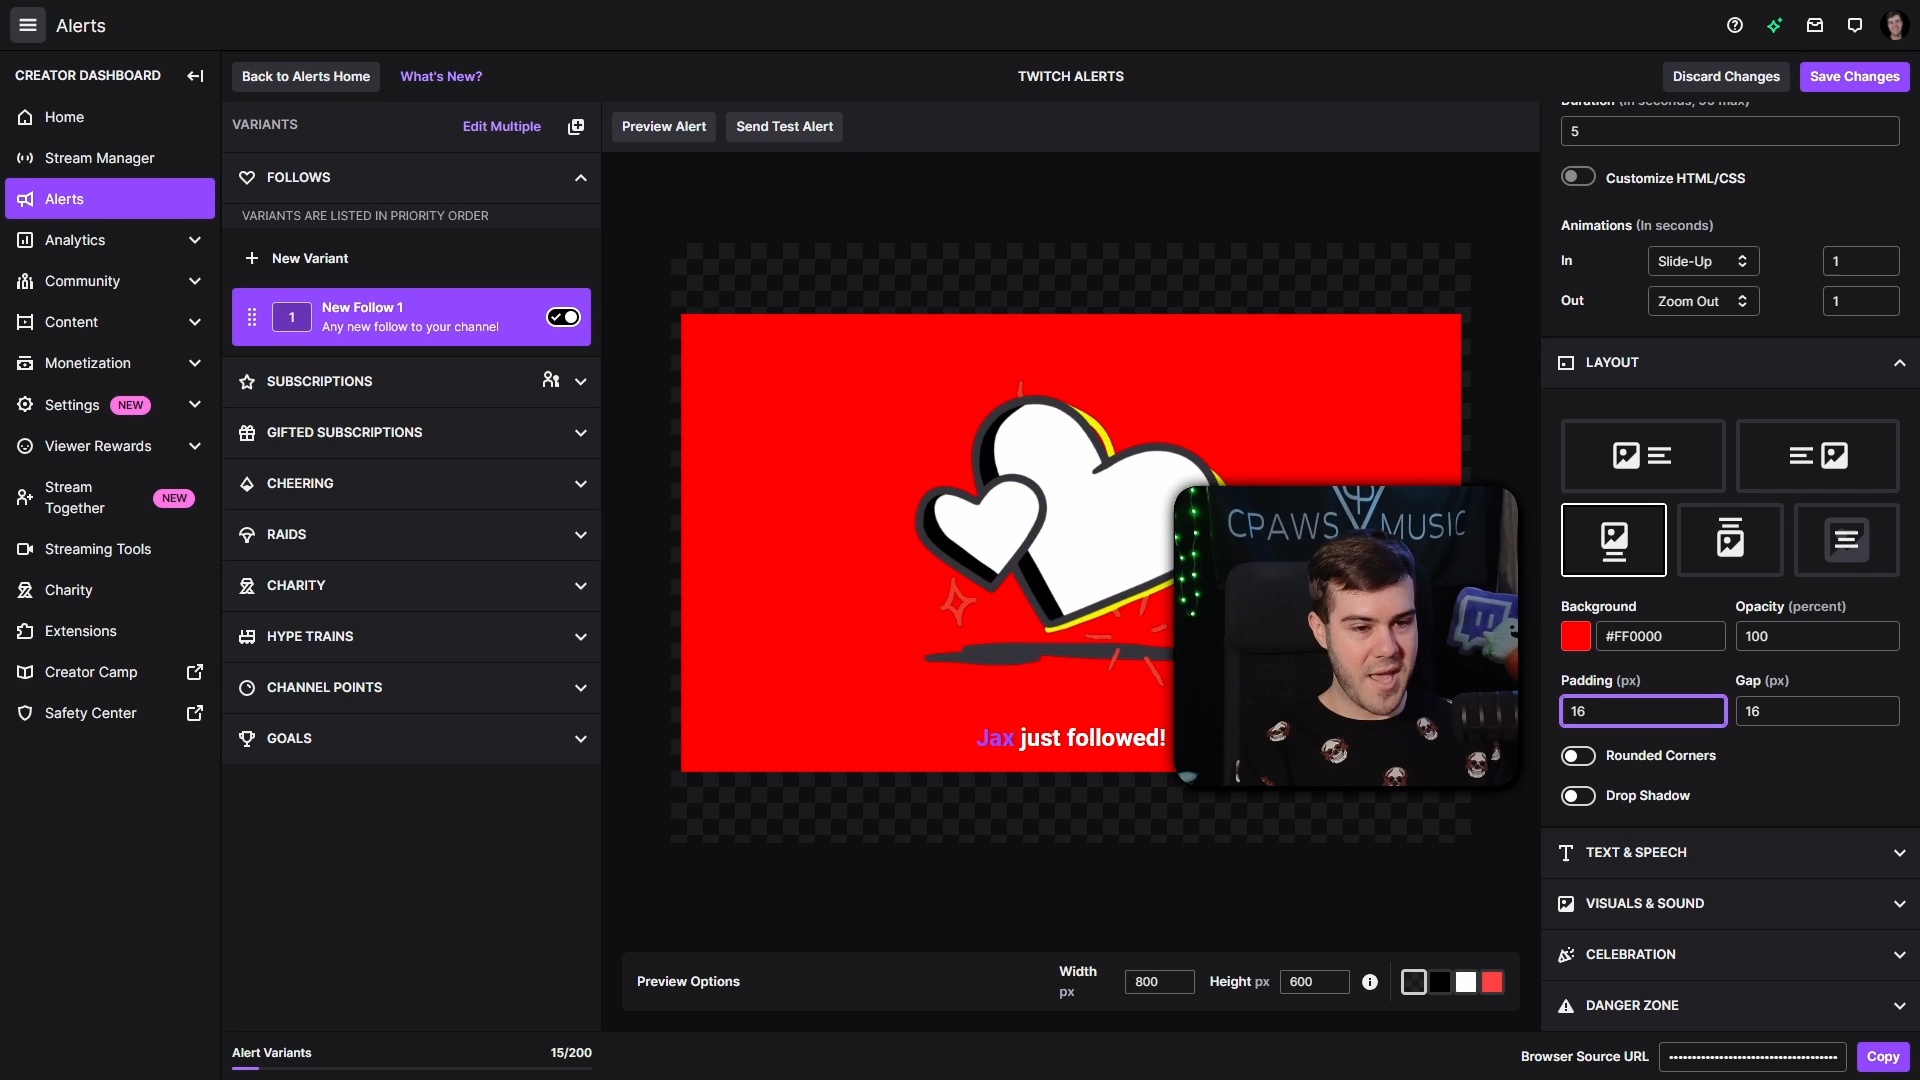 Alerts
CREATOR DASHBOARD
Home
Stream Manager
Alerts
Analytics
Community
Content
Monetization
Settings NEW
Viewer Rewards
Stream Together NEW
Streaming Tools
Charity
Extensions
Creator Camp
Safety Center
Back to Alerts Home What's New?
TWITCH ALERTS
Discard Changes Save Changes
VARIANTS Edit Multiple
FOLLOWS
VARIANTS ARE LISTED IN PRIORITY ORDER
New Variant
1 New Follow 1
Any new follow to your channel
SUBSCRIPTIONS
GIFTED SUBSCRIPTIONS
CHEERING
RAIDS
CHARITY
HYPE TRAINS
CHANNEL POINTS
GOALS
Alert Variants 15/200
Preview Alert Send Test Alert
CPAWS MUSIC
Jax just followed!
Preview Options
Width px 800 Height px 600
Duration (In seconds, 30 max)
5
Customize HTML/CSS
Animations (In seconds)
In Slide-Up 1
Out Zoom Out 1
LAYOUT
Background Opacity (percent)
#FF0000 100
Padding (px) Gap (px)
16 16
Rounded Corners
Drop Shadow
TEXT & SPEECH
VISUALS & SOUND
CELEBRATION
DANGER ZONE
Browser Source URL Copy